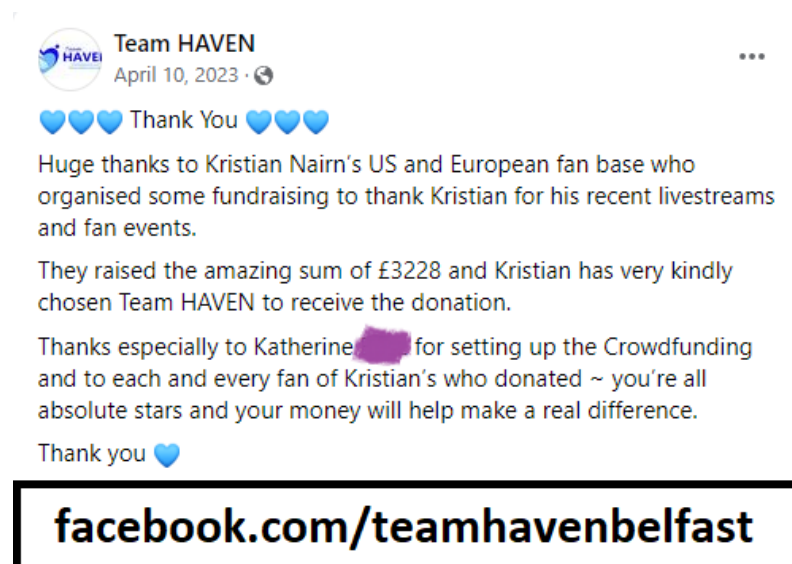 HAVEN
Team HAVEN
April 10, 2023 ·
💙💙💙 Thank You 💙💙💙
Huge thanks to Kristian Nairn's US and European fan base who
organised some fundraising to thank Kristian for his recent livestreams
and fan events.
They raised the amazing sum of £3228 and Kristian has very kindly
chosen Team HAVEN to receive the donation.
Thanks especially to Katherine for setting up the Crowdfunding
and to each and every fan of Kristian's who donated ~ you're all
absolute stars and your money will help make a real difference.
Thank you 💙
facebook.com/teamhavenbelfast